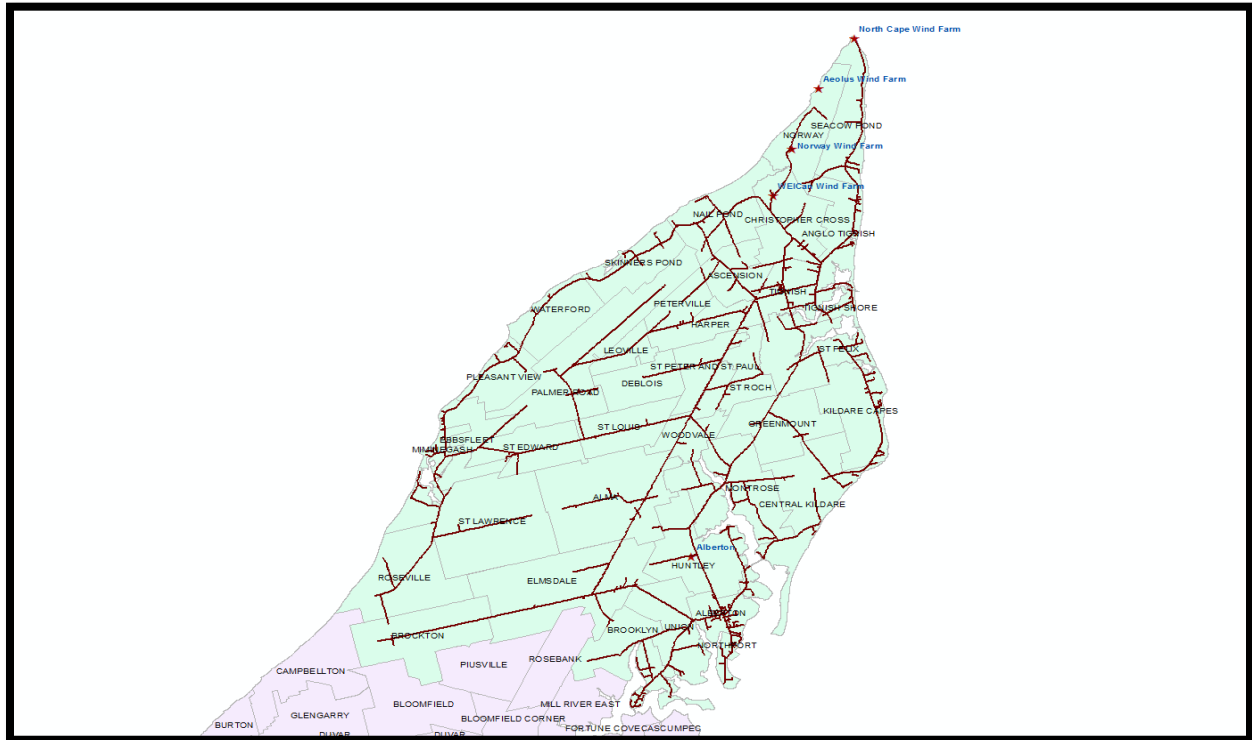 North Cape Wind Farm
Aeolus Wind Farm
SEACOW POND
NORWAY
Norway Wind Farm
WEICan Wind Farm
NAIL POND
CHRISTOPHER CROSS
ANGLO TIGNISH
SKINNERS POND
ASCENSION
TIGNISH
PETERVILLE
WATERFORD
TIGNISH SHORE
HARPER
LEOVILLE
ST FELIX
ST PETER AND ST PAUL
PLEASANT VIEW
DEBLOIS
ST ROCH
PALMER ROAD
KILDARE CAPES
ST LOUIS
GREENMOUNT
WOODVALE
EBBSFLEET
MIMINEGASH
ST EDWARD
MONTROSE
ALMA
CENTRAL KILDARE
ST LAWRENCE
Alberton
HUNTLEY
ROSEVILLE
ELMSDALE
ALBERTON
BROOKLYN
UNION
BROCKTON
NORTHPORT
ROSEBANK
PIUSVILLE
CAMPBELLTON
BLOOMFIELD
MILL RIVER EAST
GLENGARRY
BLOOMFIELD CORNER
BURTON
FORTUNE COVE
CASCUMPEC
DUVAR
DUVAR